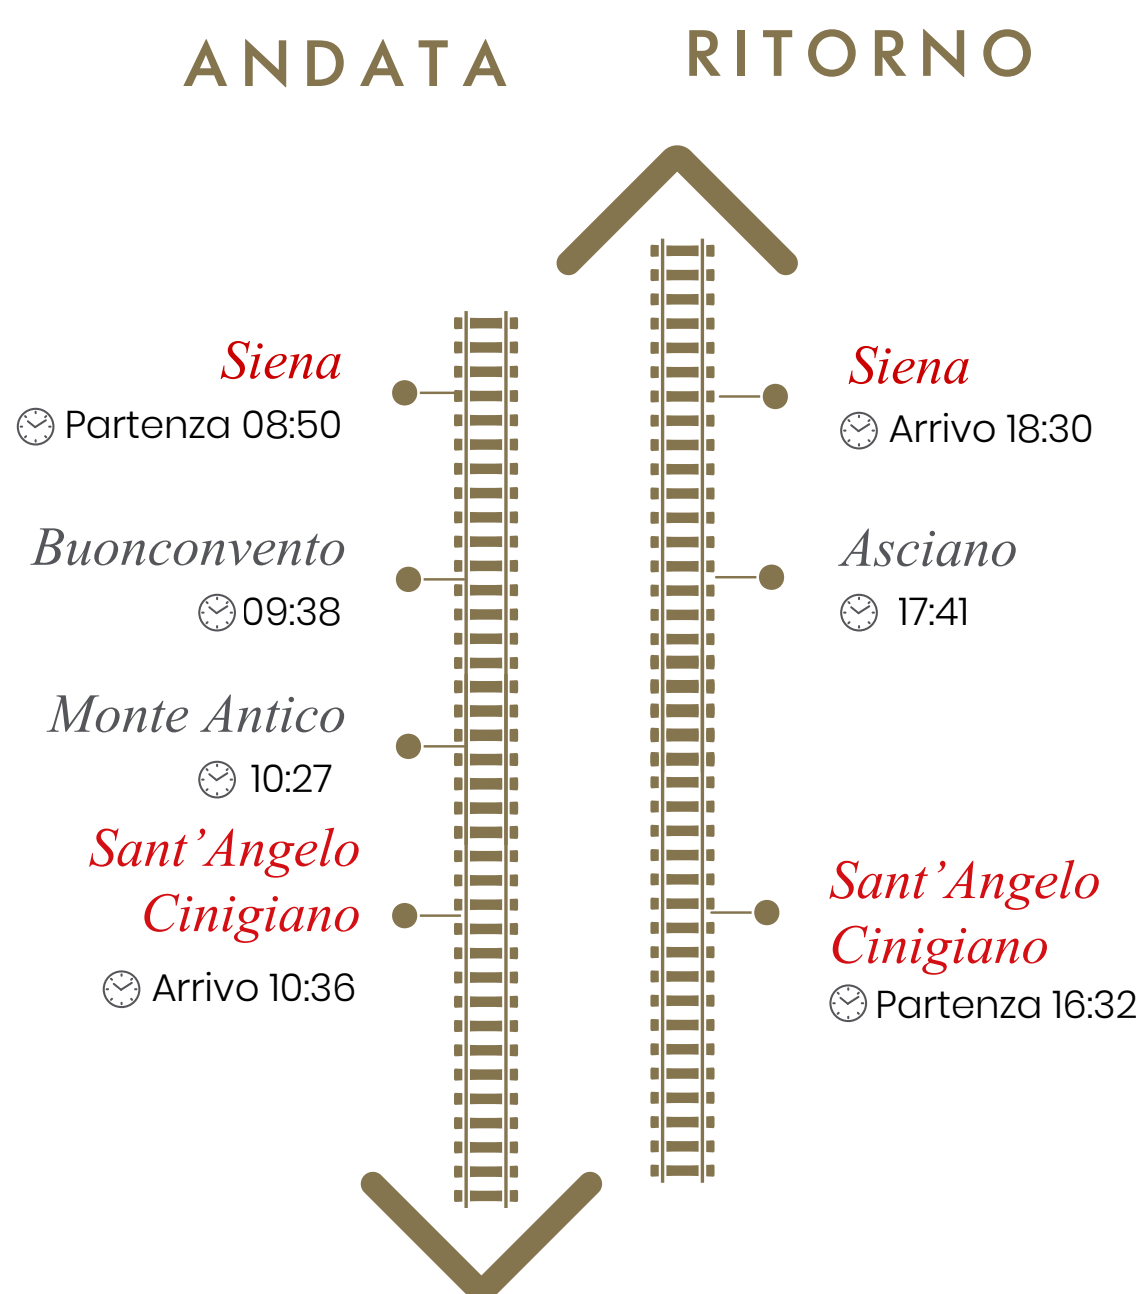 ANDATA
Siena
Partenza 08:50
Buonconvento
09:38
Monte Antico
10:27
Sant’Angelo
Cinigiano
Arrivo 10:36
RITORNO
Siena
Arrivo 18:30
Asciano
17:41
Sant’Angelo
Cinigiano
Partenza 16:32